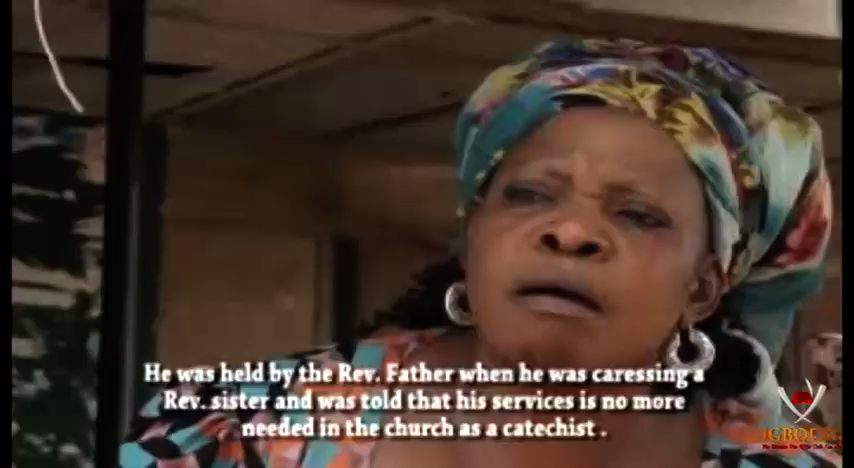 He was held by the Rev. Father when he was caressing a
Rev. sister and was told that his services is no more
needed in the church as a catechist .